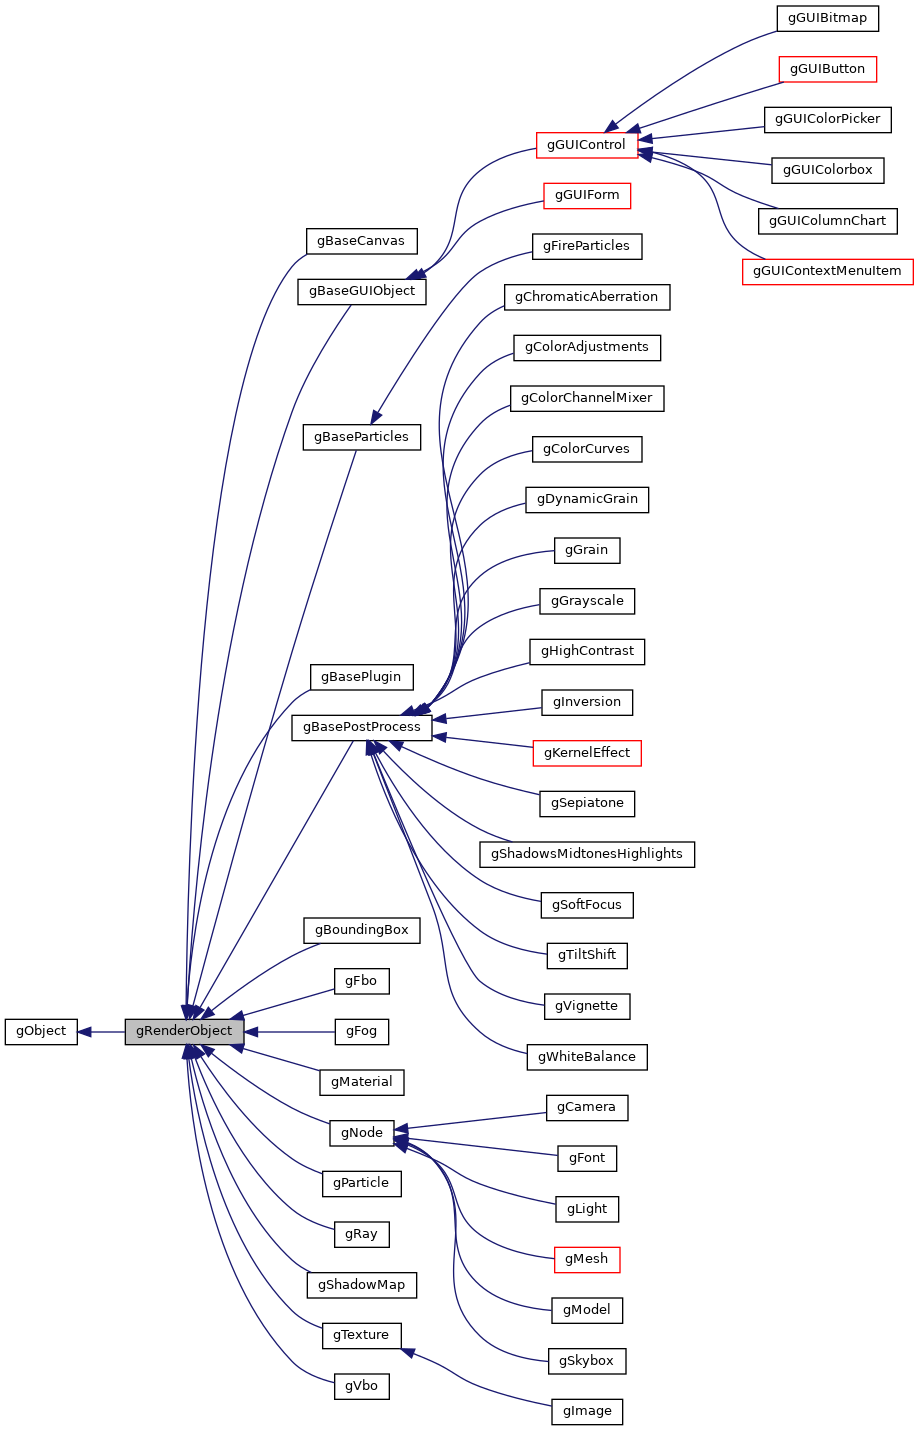 gGUIBitmap
gGUIButton
gGUIColorPicker
gGUIControl
gGUIColorbox
gGUIForm
gGUIColumnChart
gBaseCanvas
gFireParticles
gGUIContextMenuItem
gBaseGUIObject
gChromaticAberration
gColorAdjustments
gColorChannelMixer
gBaseParticles
gColorCurves
gDynamicGrain
gGrain
gGrayscale
gHighContrast
gBasePlugin
gInversion
gBasePostProcess
gKernelEffect
gSepiatone
gShadowsMidtonesHighlights
gSoftFocus
gBoundingBox
gTiltShift
gFbo
gVignette
gObject
gRenderObject
gFog
gWhiteBalance
gMaterial
gCamera
gNode
gFont
gParticle
gLight
gRay
gMesh
gShadowMap
gModel
gTexture
gSkybox
gVbo
gImage